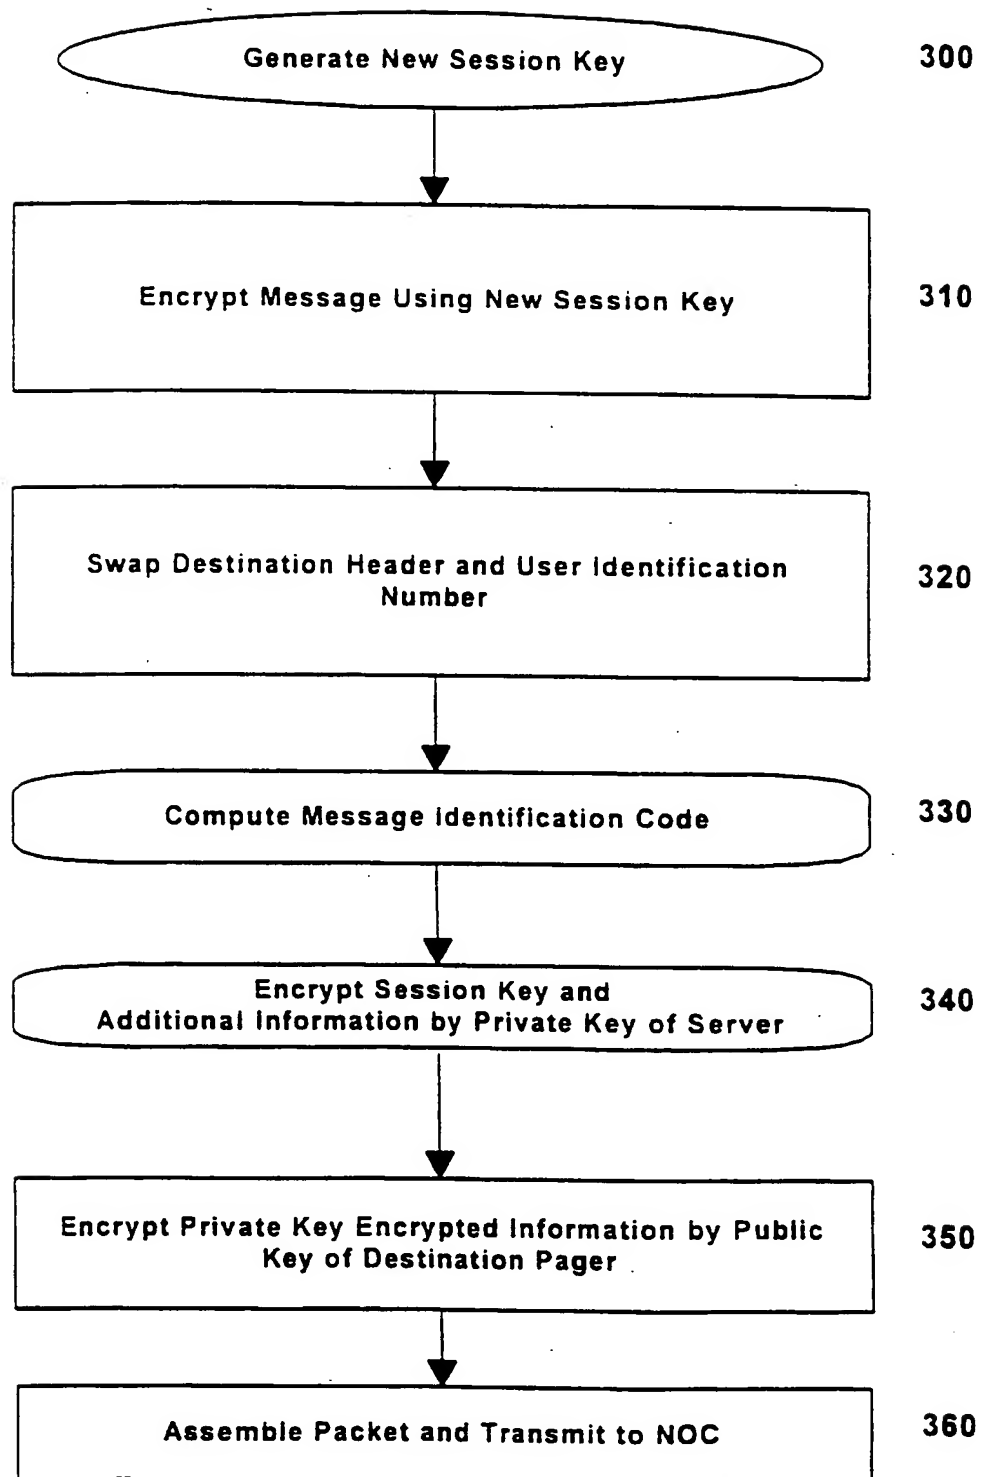 Generate New Session Key 300
Encrypt Message Using New Session Key 310
Swap Destination Header and User Identification
Number
320
Compute Message Identification Code 330
Encrypt Session Key and
Additional Information by Private Key of Server
340
Encrypt Private Key Encrypted Information by Public
Key of Destination Pager
350
Assemble Packet and Transmit to NOC 360